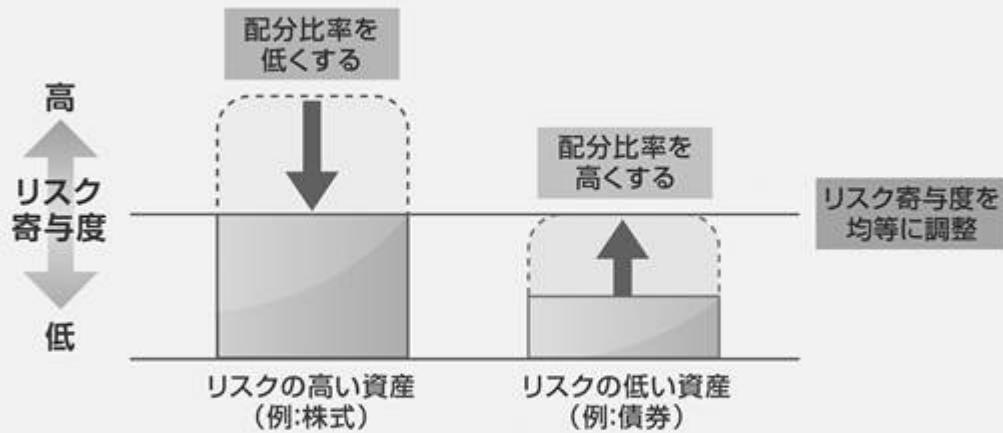 配分比率を
低くする
高
リスク
寄与度
低
配分比率を
高くする
リスク寄与度を
均等に調整
リスクの高い資産
(例:株式)
リスクの低い資産
(例:債券)